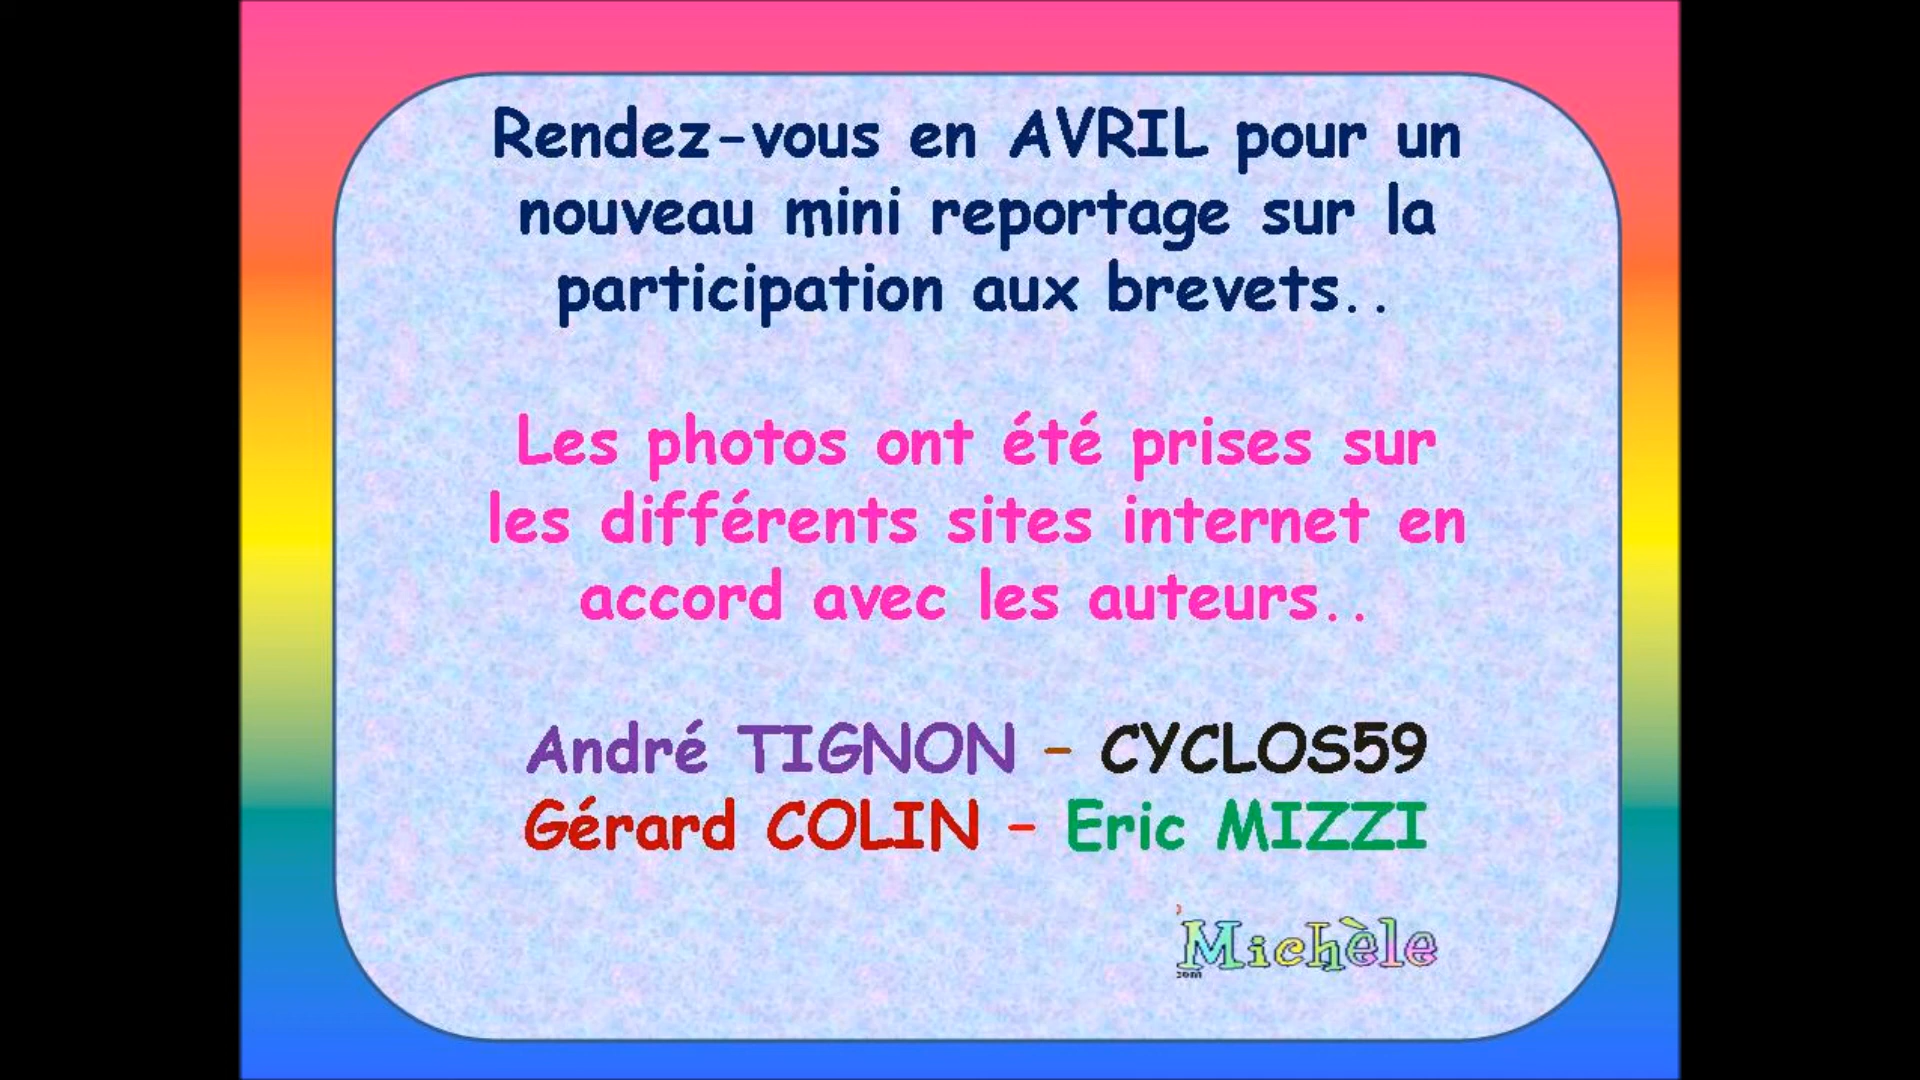 Rendez-vous en AVRIL pour un
nouveau mini reportage sur la
participation aux brevets..
Les photos ont été prises sur
les différents sites internet en
accord avec les auteurs..
André TIGNON - CYCLOS59
Gérard COLIN - Eric MIZZI
Michèle
com